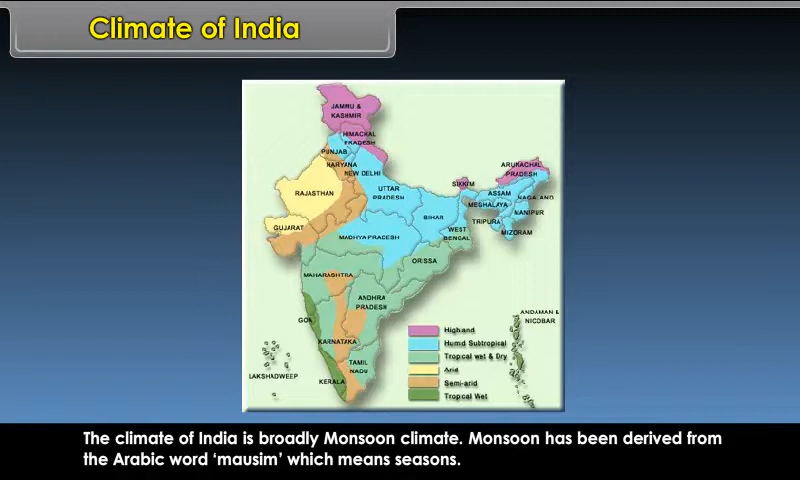 Climate of India
JAMMU &
KASHMIR
HIMACHAL
PRADESH
PUNJAB
HARYANA
NEW DELHI
RAJASTHAN
UTTAR
PRADESH
SIKKIM
ARUNACHAL
PRADESH
ASSAM
NAGALAND
MEGHALAYA
MANIPUR
TRIPURA
MIZORAM
BIHAR
WEST
BENGAL
GUJARAT
MADHYA PRADESH
ORISSA
MAHARASHTRA
ANDHRA
PRADESH
GOA
KARNATAKA
TAMIL
NADU
KERALA
LAKSHADWEEP
ANDAMAN &
NICOBAR
Highland
Humid Subtropical
Tropical wet & Dry
Arid
Semi-arid
Tropical Wet
The climate of India is broadly Monsoon climate. Monsoon has been derived from
the Arabic word ‘mausim’ which means seasons.